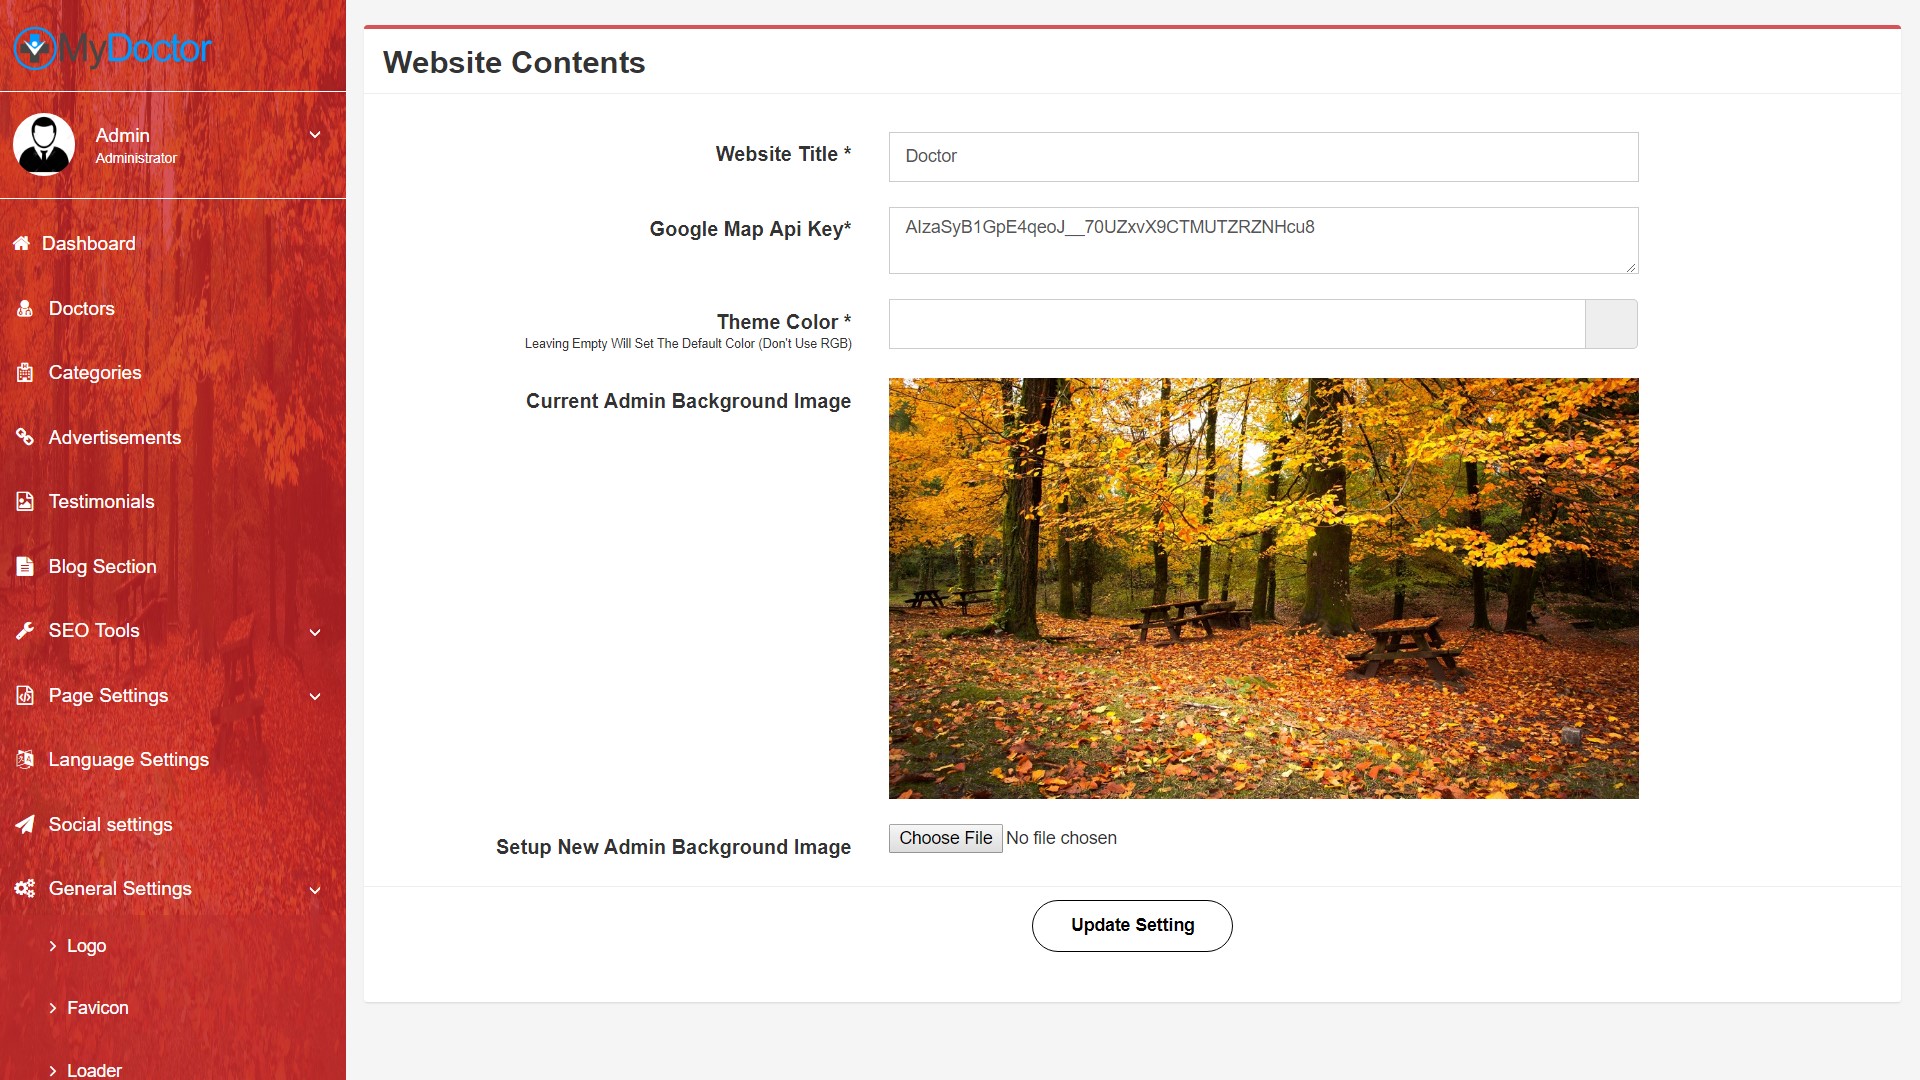 MyDoctor
Admin
Administrator
Dashboard
Doctors
Categories
Advertisements
Testimonials
Blog Section
SEO Tools
Page Settings
Language Settings
Social settings
General Settings
Logo
Favicon
Loader
Website Contents
Website Title *
Doctor
Google Map Api Key*
AIzaSyB1GpE4qeoJ__70UZxvX9CTMUTZRZNHcu8
Theme Color *
Leaving Empty Will Set The Default Color (Don't Use RGB)
Current Admin Background Image
Setup New Admin Background Image
Choose File No file chosen
Update Setting